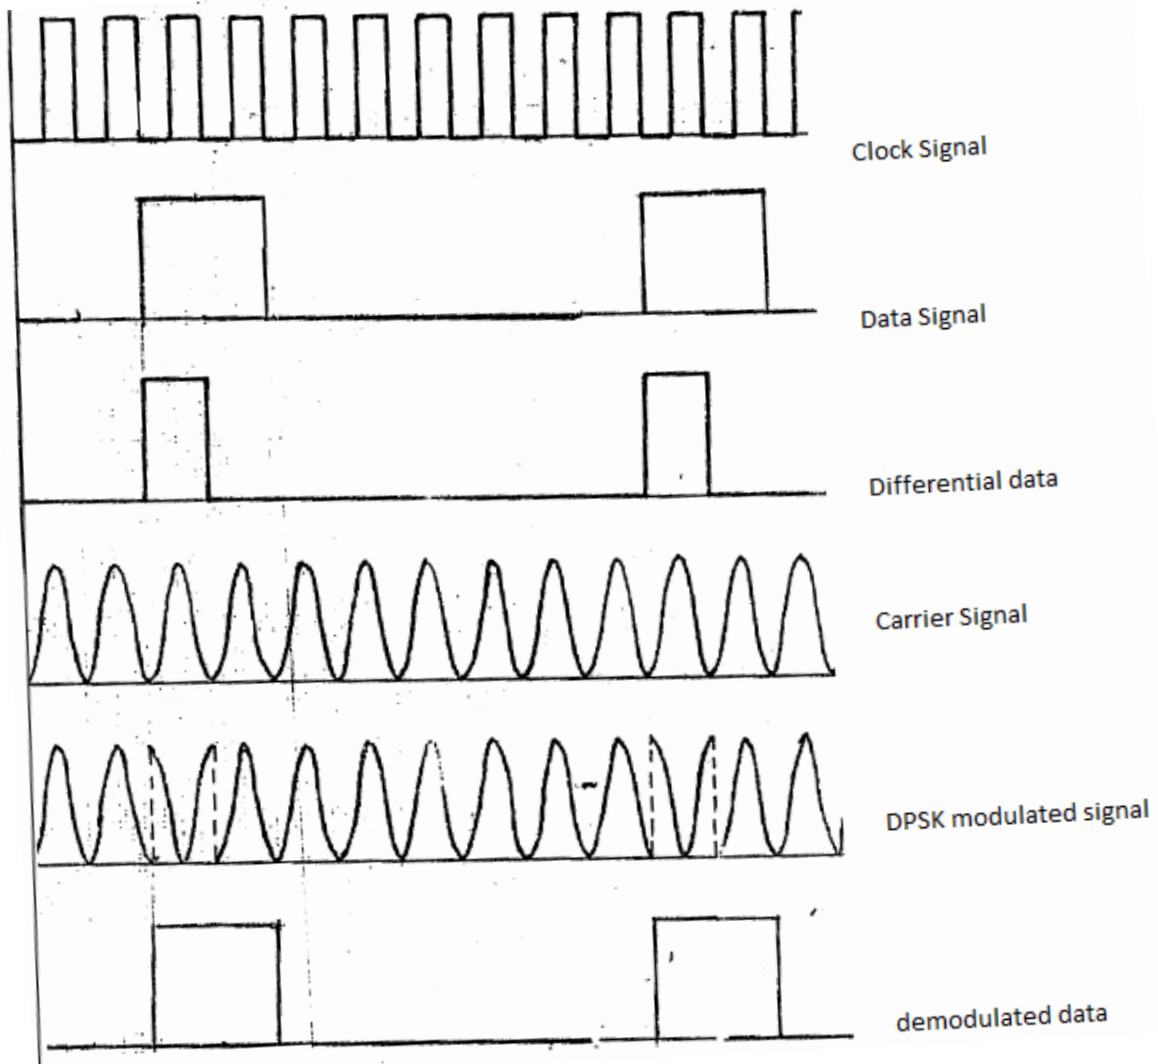 Clock Signal
Data Signal
Differential data
Carrier Signal
DPSK modulated signal
demodulated data